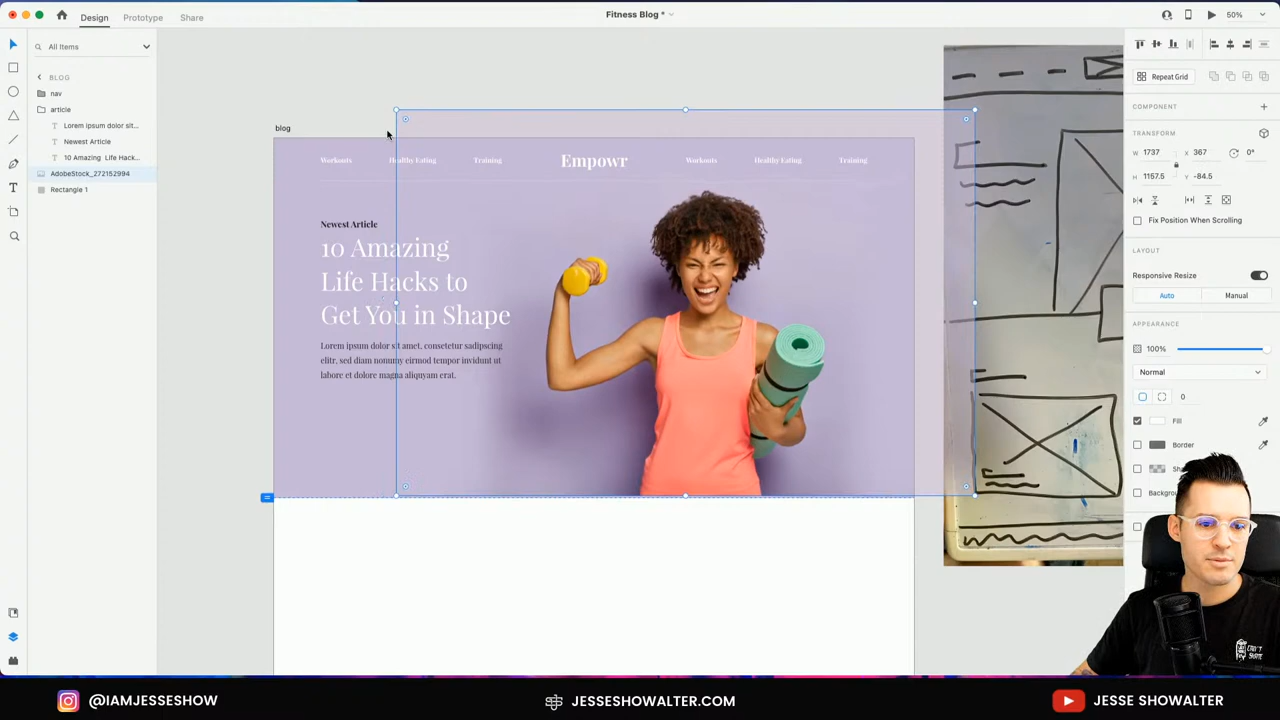 Design
Prototype
Share
Fitness Blog *
50%
All Items
BLOG
nav
article
Lorem ipsum dolor sit...
Newest Article
10 Amazing Life Hack...
AdobeStock_272152994
Rectangle 1
blog
Workouts
Healthy Eating
Training
Empowr
Workouts
Healthy Eating
Training
Newest Article
10 Amazing
Life Hacks to
Get You in Shape
Lorem ipsum dolor sit amet, consetetur sadipscing
elitr, sed diam nonumy eirmod tempor invidunt ut
labore et dolore magna aliquyam erat.
Repeat Grid
COMPONENT
TRANSFORM
W 1737
X 367
0°
H 1157.5
Y -84.5
Fix Position When Scrolling
LAYOUT
Responsive Resize
Auto
Manual
APPEARANCE
100%
Normal
0
Fill
Border
@IAMJESSESHOW
JESSESHOWALTER.COM
JESSE SHOWALTER